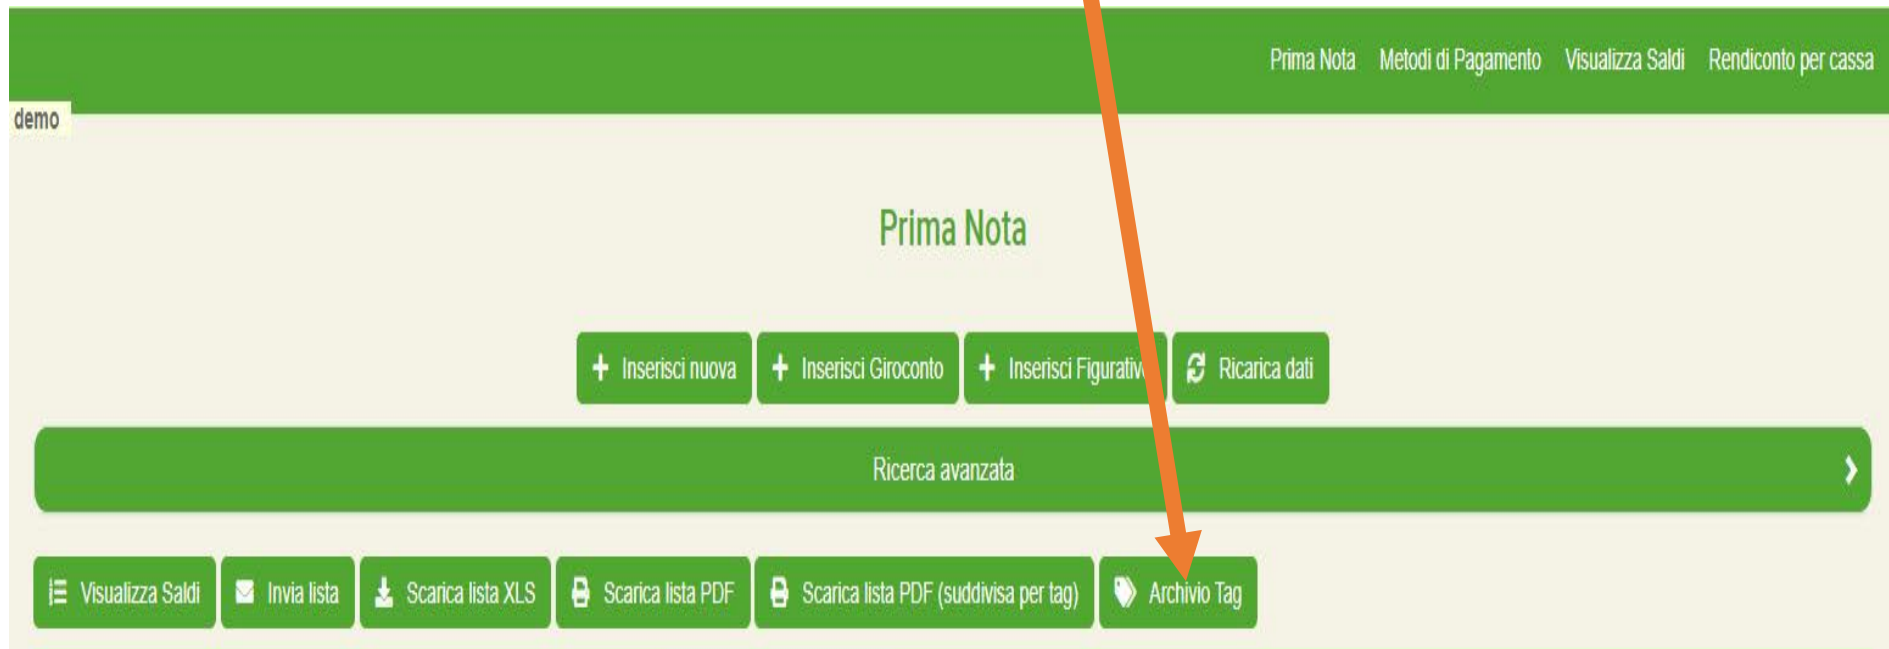 Prima Nota Metodi di Pagamento Visualizza Saldi Rendiconto per cassa
demo
Prima Nota
Inserisci nuova Inserisci Giroconto Inserisci Figurativo Ricarica dati
Ricerca avanzata
Visualizza Saldi Invia lista Scarica lista XLS Scarica lista PDF Scarica lista PDF (suddivisa per tag) Archivio Tag